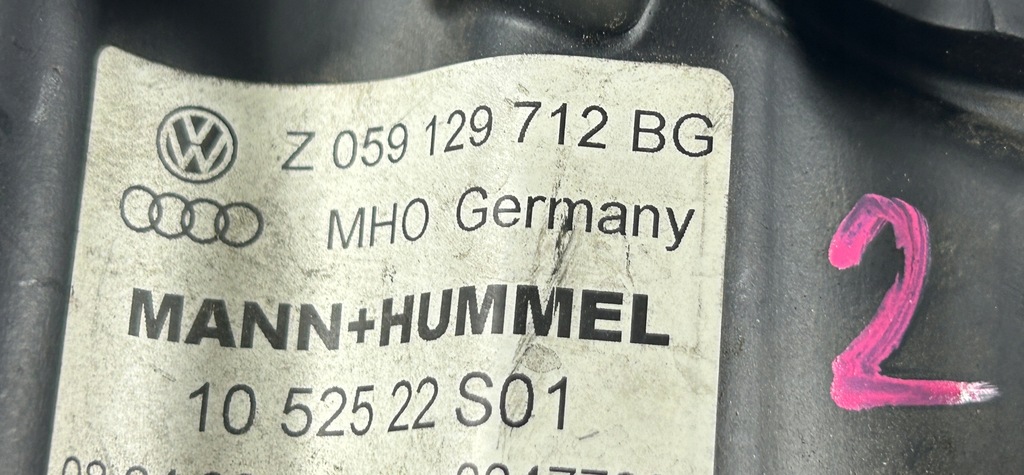 Z 059 129 712 BG
MHO Germany
MANN+HUMMEL
10 525 22 S01
2